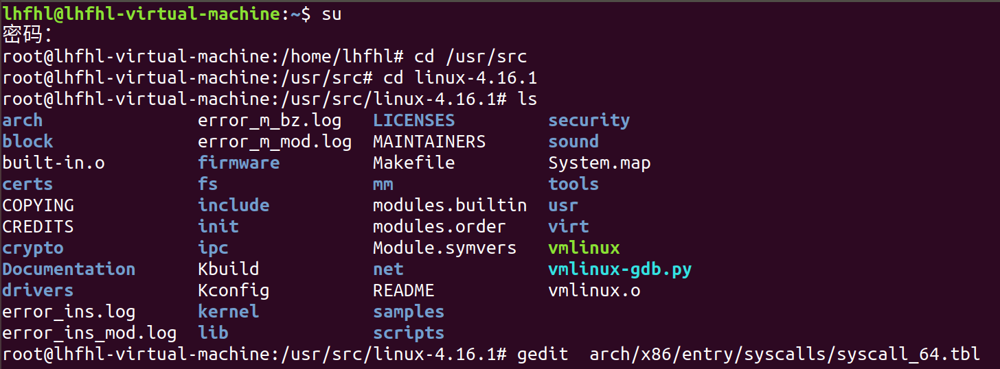 lhfhl@lhfhl-virtual-machine:~$ su
密码：
root@lhfhl-virtual-machine:/home/lhfhl# cd /usr/src
root@lhfhl-virtual-machine:/usr/src# cd linux-4.16.1
root@lhfhl-virtual-machine:/usr/src/linux-4.16.1# ls
arch               error_m_bz.log   LICENSES         security
block              error_m_mod.log  MAINTAINERS      sound
built-in.o         firmware         Makefile         System.map
certs              fs               mm               tools
COPYING            include          modules.builtin  usr
CREDITS            init             modules.order    virt
crypto             ipc              Module.symvers   vmlinux
Documentation      Kbuild           net              vmlinux-gdb.py
drivers            Kconfig          README           vmlinux.o
error_ins.log      kernel           samples
error_ins_mod.log  lib              scripts
root@lhfhl-virtual-machine:/usr/src/linux-4.16.1# gedit  arch/x86/entry/syscalls/syscall_64.tbl